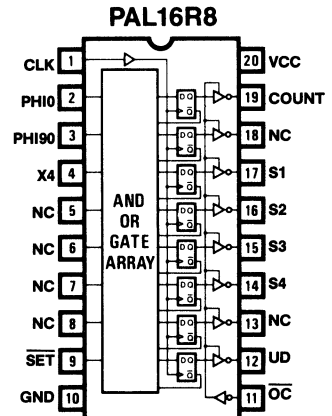 PAL16R8
CLK 1 20 VCC
PHI0 2 D Q Q̅ 19 COUNT
PHI90 3 D Q Q̅ 18 NC
X4 4 D Q Q̅ 17 S1
NC 5 D Q Q̅ 16 S2
NC 6 D Q Q̅ 15 S3
NC 7 D Q Q̅ 14 S4
NC 8 D Q Q̅ 13 NC
S̅E̅T̅ 9 D Q Q̅ 12 UD
GND 10 11 O̅C̅
AND
OR
GATE
ARRAY